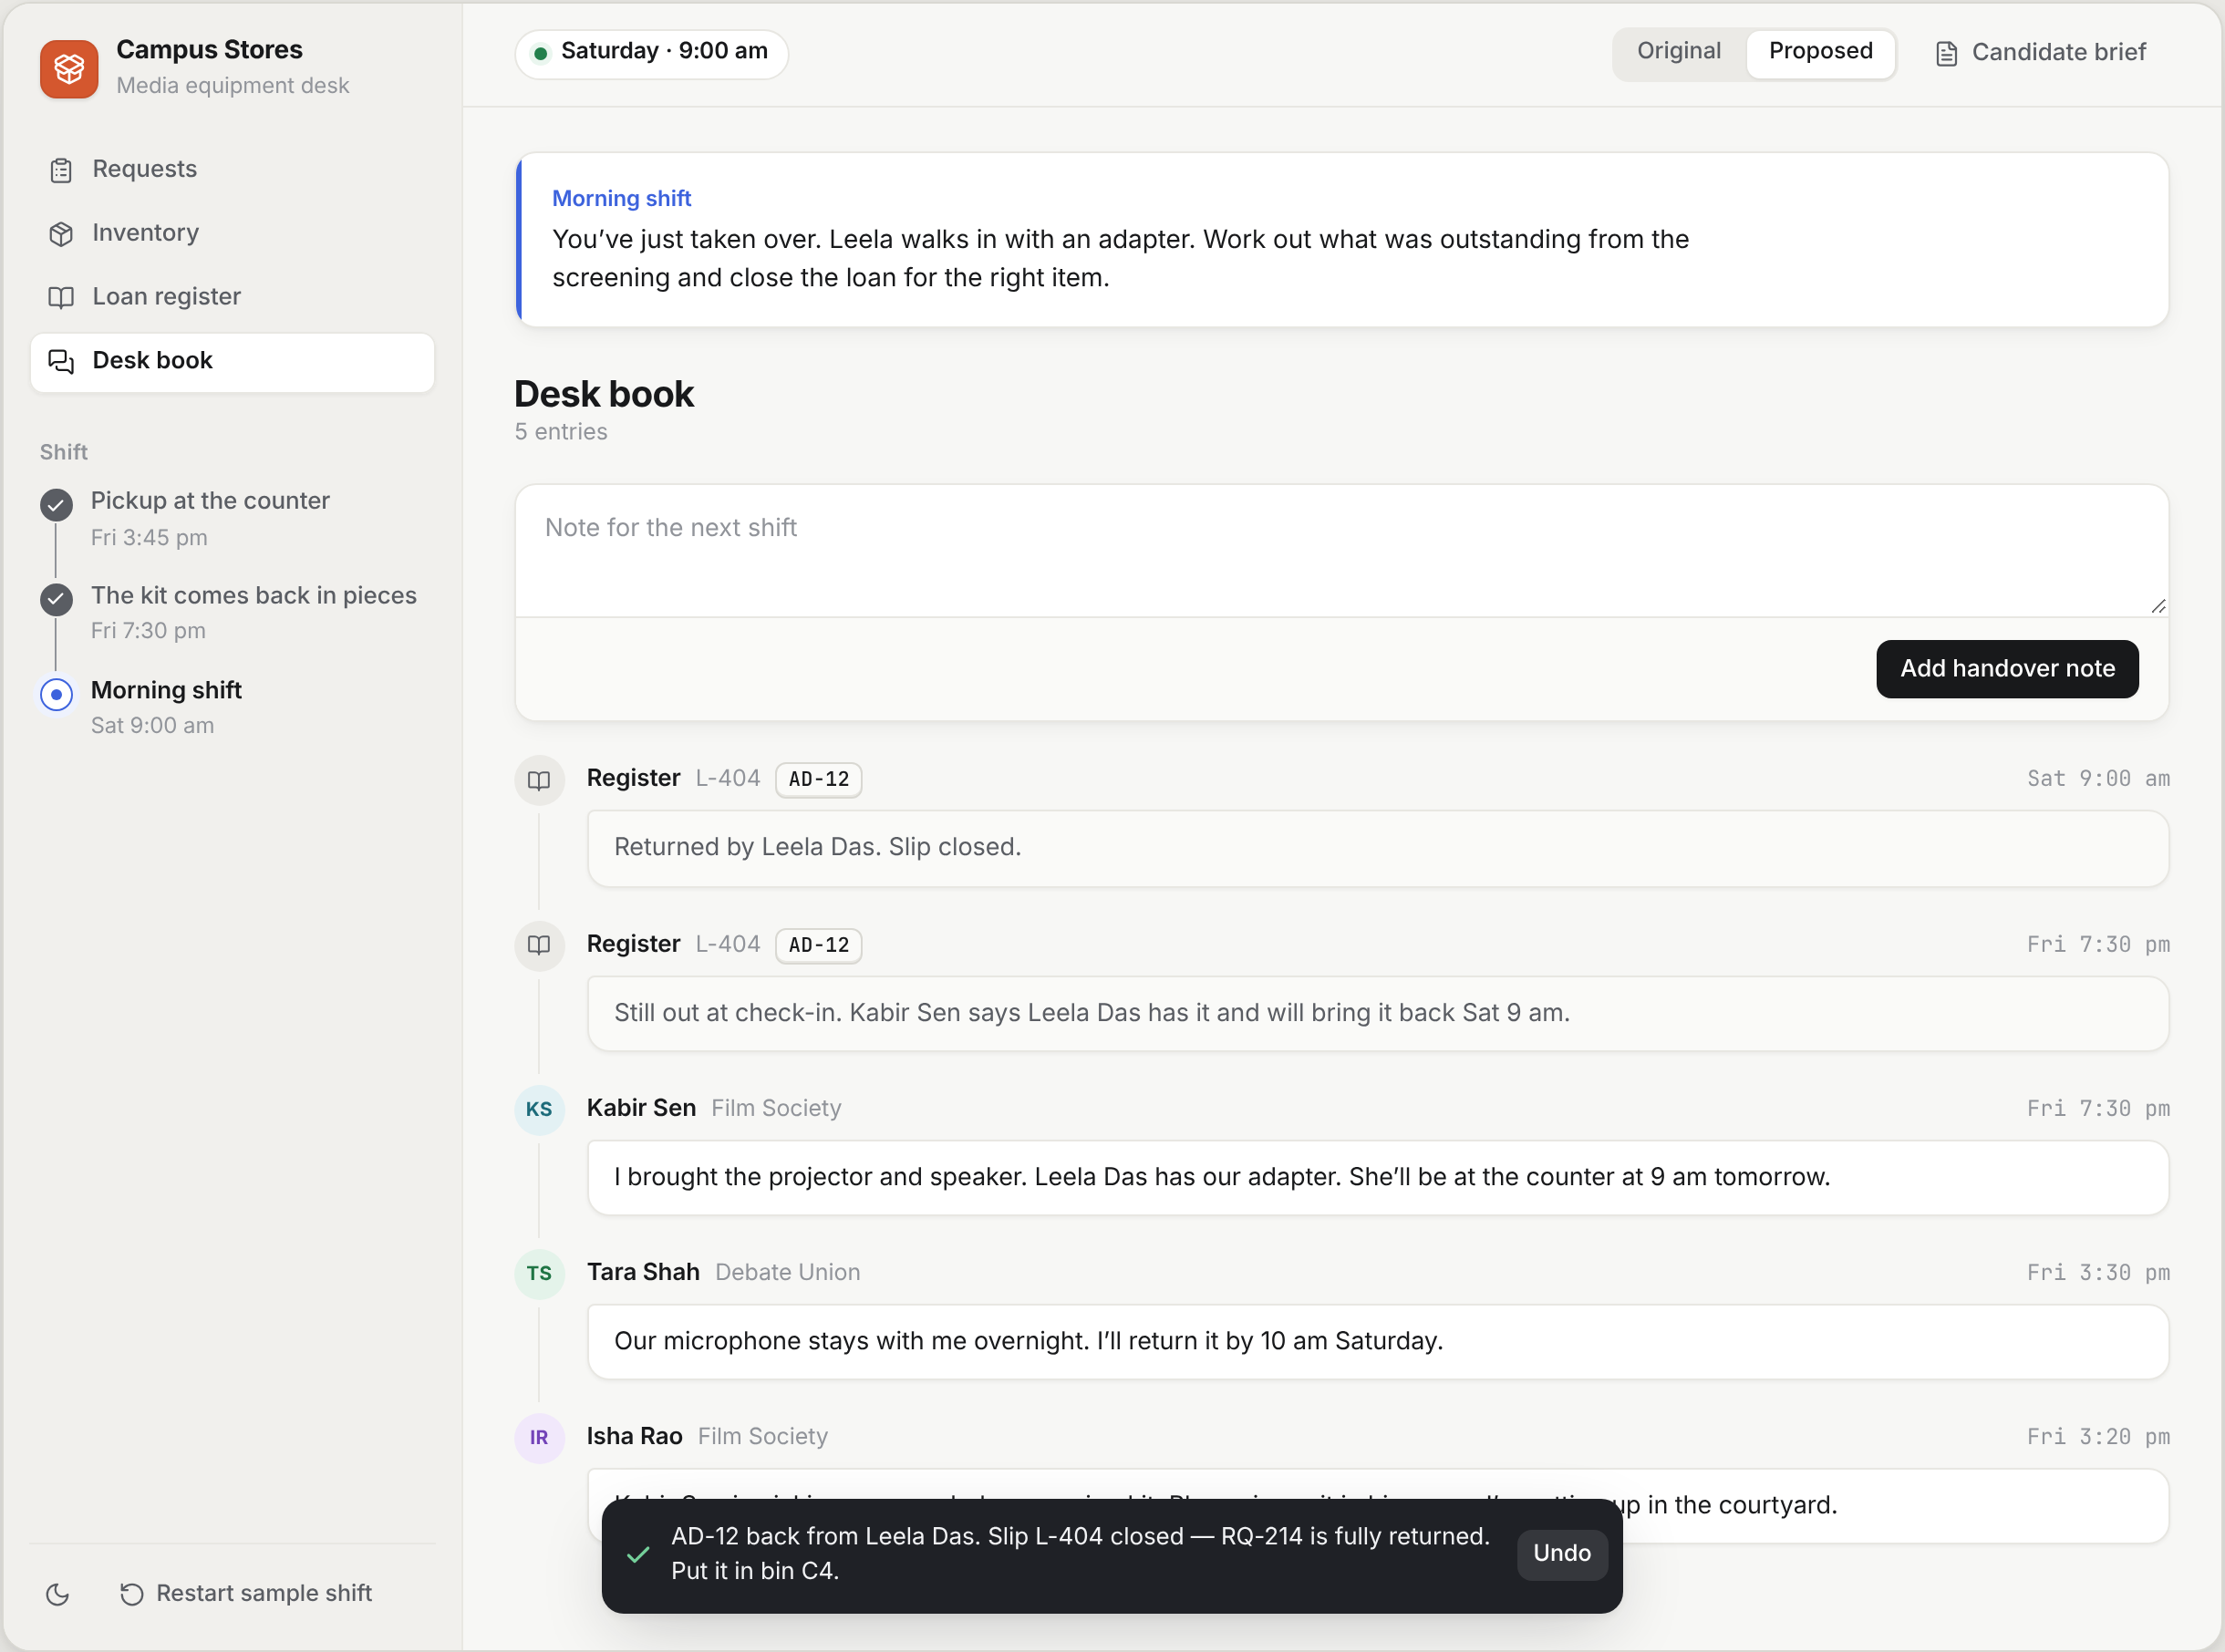 Campus Stores
Media equipment desk
Requests
Inventory
Loan register
Desk book
Shift
Pickup at the counter
Fri 3:45 pm
The kit comes back in pieces
Fri 7:30 pm
Morning shift
Sat 9:00 am
Restart sample shift
Saturday · 9:00 am
Original
Proposed
Candidate brief
Morning shift
You’ve just taken over. Leela walks in with an adapter. Work out what was outstanding from the
screening and close the loan for the right item.
Desk book
5 entries
Note for the next shift
Add handover note
Register L-404 AD-12 Sat 9:00 am
Returned by Leela Das. Slip closed.
Register L-404 AD-12 Fri 7:30 pm
Still out at check-in. Kabir Sen says Leela Das has it and will bring it back Sat 9 am.
KS Kabir Sen Film Society Fri 7:30 pm
I brought the projector and speaker. Leela Das has our adapter. She’ll be at the counter at 9 am tomorrow.
TS Tara Shah Debate Union Fri 3:30 pm
Our microphone stays with me overnight. I’ll return it by 10 am Saturday.
IR Isha Rao Film Society Fri 3:20 pm
up in the courtyard.
AD-12 back from Leela Das. Slip L-404 closed — RQ-214 is fully returned.
Put it in bin C4.
Undo